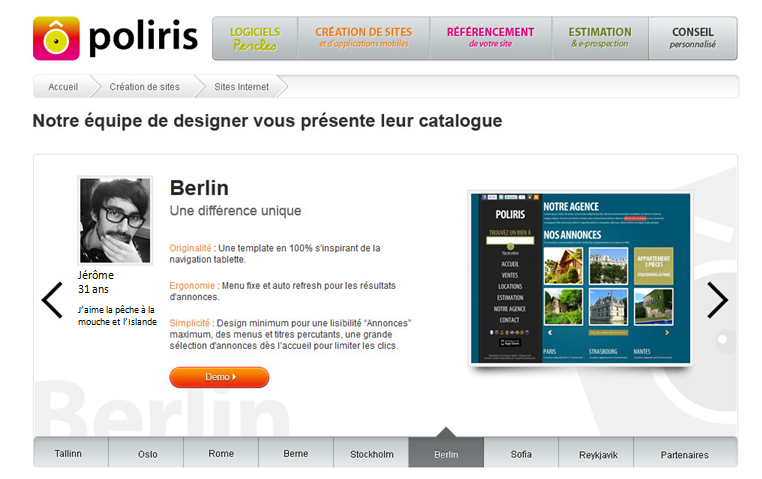 poliris
LOGICIELS
Périclès
CRÉATION DE SITES
et d'applications mobiles
RÉFÉRENCEMENT
de votre site
ESTIMATION
& e-prospection
CONSEIL
personnalisé
Accueil
Création de sites
Sites Internet
Notre équipe de designer vous présente leur catalogue
Jérôme
31 ans
J'aime la pêche à la
mouche et l'Islande
Berlin
Une différence unique
Originalité : Une template en 100% s'inspirant de la
navigation tablette.
Ergonomie : Menu fixe et auto refresh pour les résultats
d'annonces.
Simplicité : Design minimum pour une lisibilité “Annonces”
maximum, des menus et titres percutants, une grande
sélection d'annonces dès l'accueil pour limiter les clics.
Demo
POLIRIS
TROUVEZ UN BIEN À
ACCUEIL
VENTES
LOCATIONS
ESTIMATION
NOTRE AGENCE
CONTACT
App Store
NOTRE AGENCE
NOS ANNONCES
APPARTEMENT
3 PIÈCES
PARIS
STRASBOURG
NANTES
Berlin
Tallinn
Oslo
Rome
Berne
Stockholm
Berlin
Sofia
Reykjavik
Partenaires